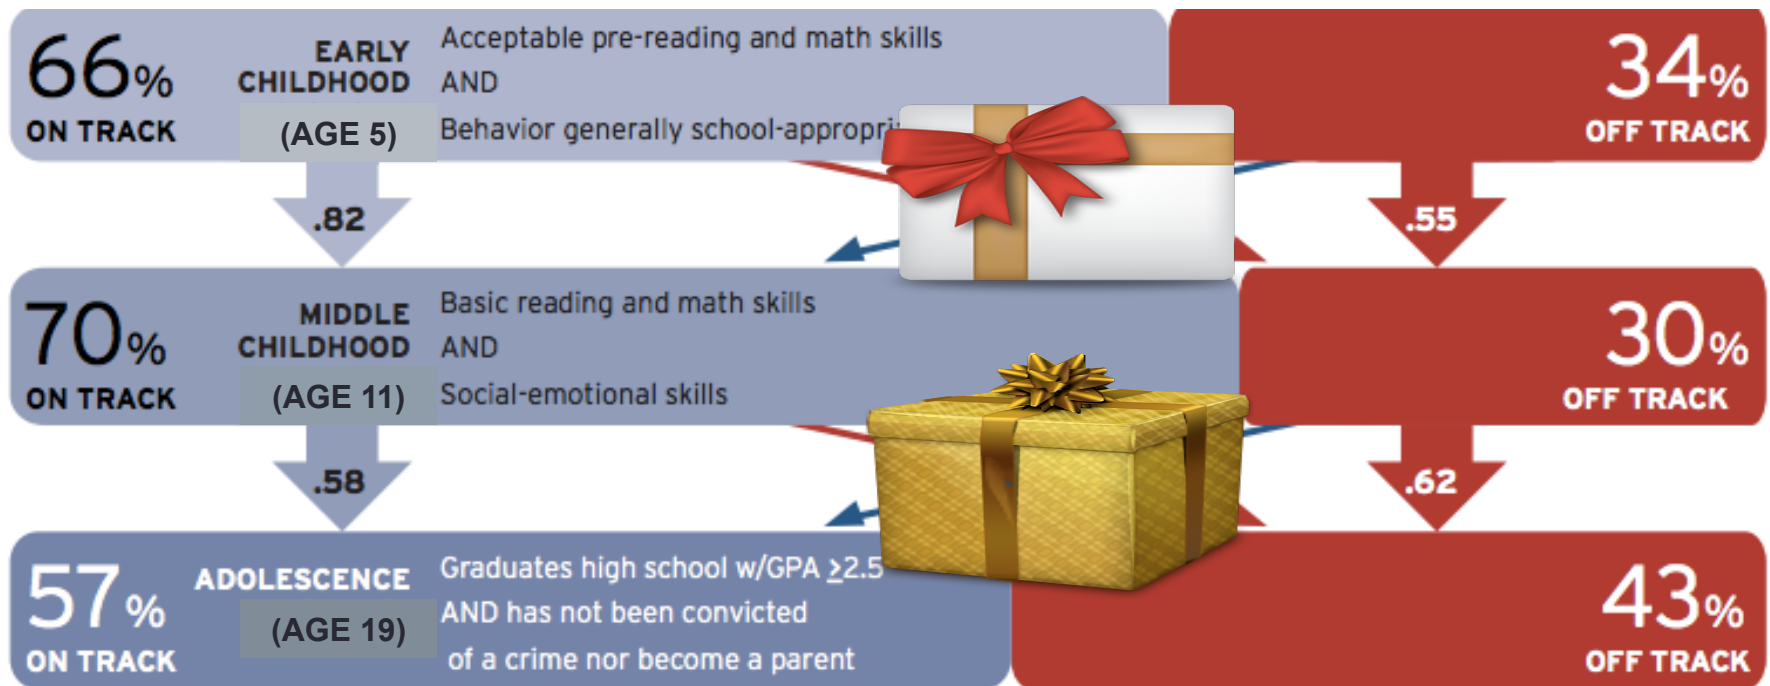 66%
ON TRACK
EARLY
CHILDHOOD
(AGE 5)
Acceptable pre-reading and math skills
AND
Behavior generally school-appropri
34%
OFF TRACK
.82
.55
70%
ON TRACK
MIDDLE
CHILDHOOD
(AGE 11)
Basic reading and math skills
AND
Social-emotional skills
30%
OFF TRACK
.58
.62
57%
ON TRACK
ADOLESCENCE
(AGE 19)
Graduates high school w/GPA ≥2.5
AND has not been convicted
of a crime nor become a parent
43%
OFF TRACK